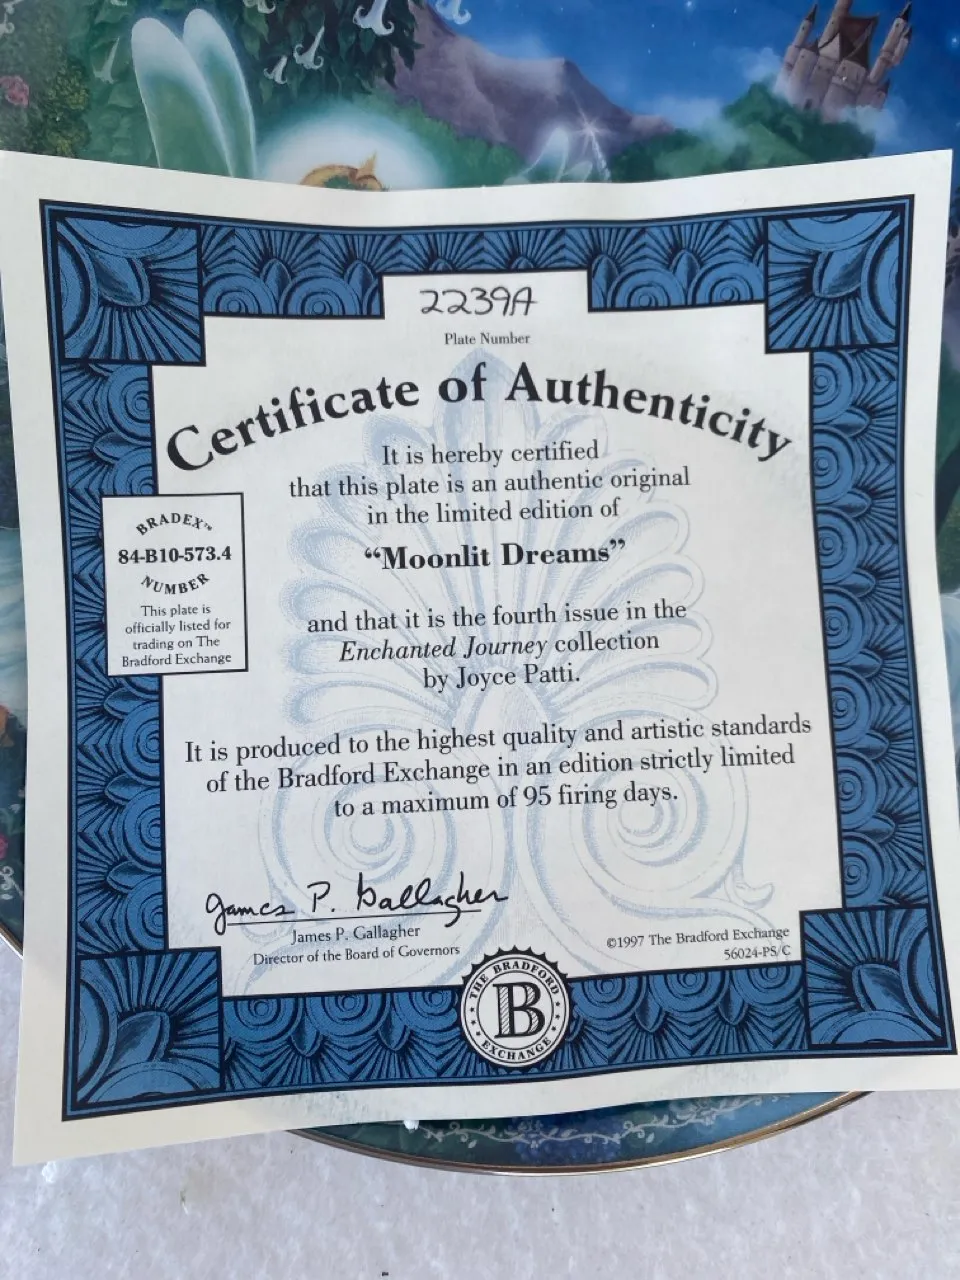 2239A
Plate Number
Certificate of Authenticity
It is hereby certified
that this plate is an authentic original
in the limited edition of
“Moonlit Dreams”
and that it is the fourth issue in the
Enchanted Journey collection
by Joyce Patti.
BRADEX™
84-B10-573.4
NUMBER
This plate is
officially listed for
trading on The
Bradford Exchange
It is produced to the highest quality and artistic standards
of the Bradford Exchange in an edition strictly limited
to a maximum of 95 firing days.
James P. Gallagher
James P. Gallagher
Director of the Board of Governors
©1997 The Bradford Exchange
56024-PS/C
THE BRADFORD
B
EXCHANGE